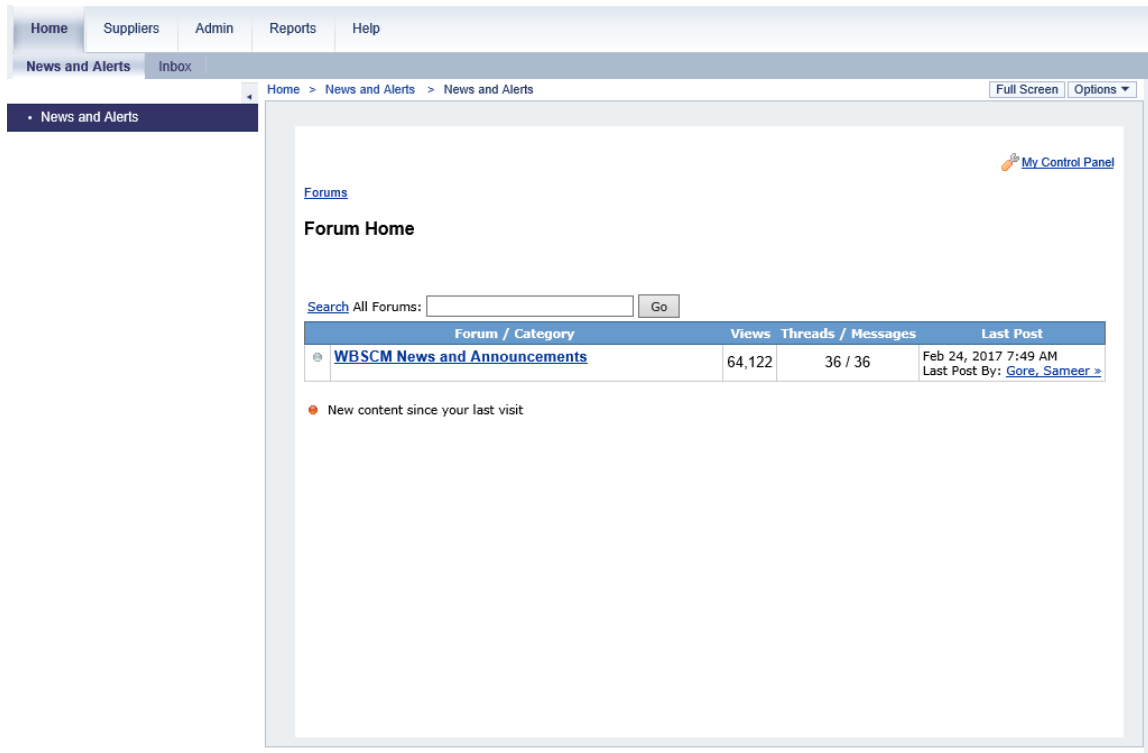 Home Suppliers Admin Reports Help
News and Alerts Inbox
Home > News and Alerts > News and Alerts Full Screen Options
• News and Alerts
My Control Panel
Forums
Forum Home
Search All Forums: Go
Forum / Category Views Threads / Messages Last Post
WBSCM News and Announcements 64,122 36 / 36 Feb 24, 2017 7:49 AM
Last Post By: Gore, Sameer »
New content since your last visit